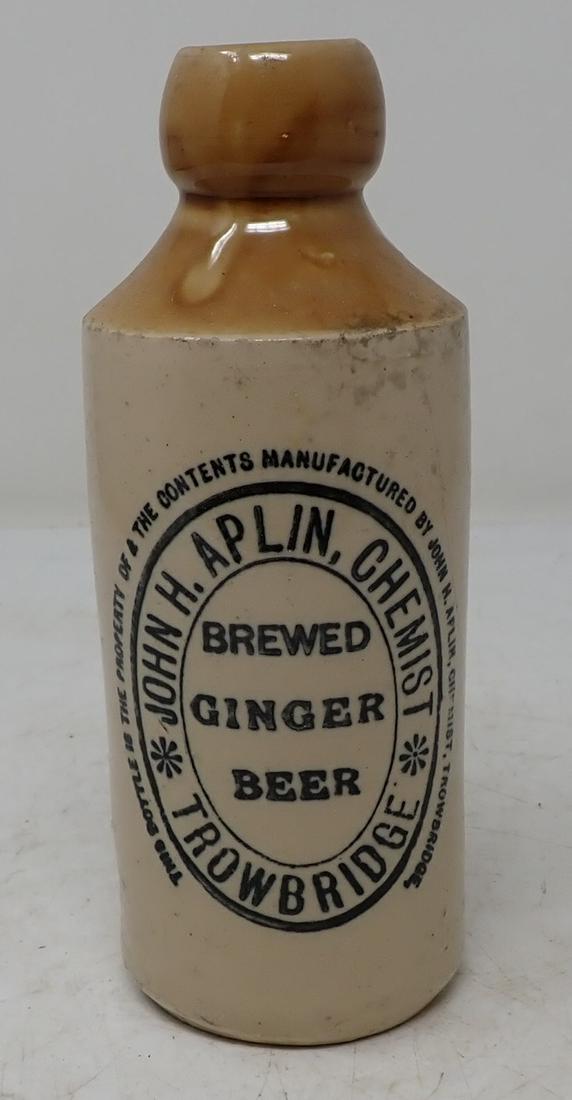 THIS BOTTLE IS THE PROPERTY OF & THE CONTENTS MANUFACTURED BY JOHN H. APLIN, CHEMIST, TROWBRIDGE,
JOHN H. APLIN, CHEMIST
BREWED
GINGER
BEER
TROWBRIDGE